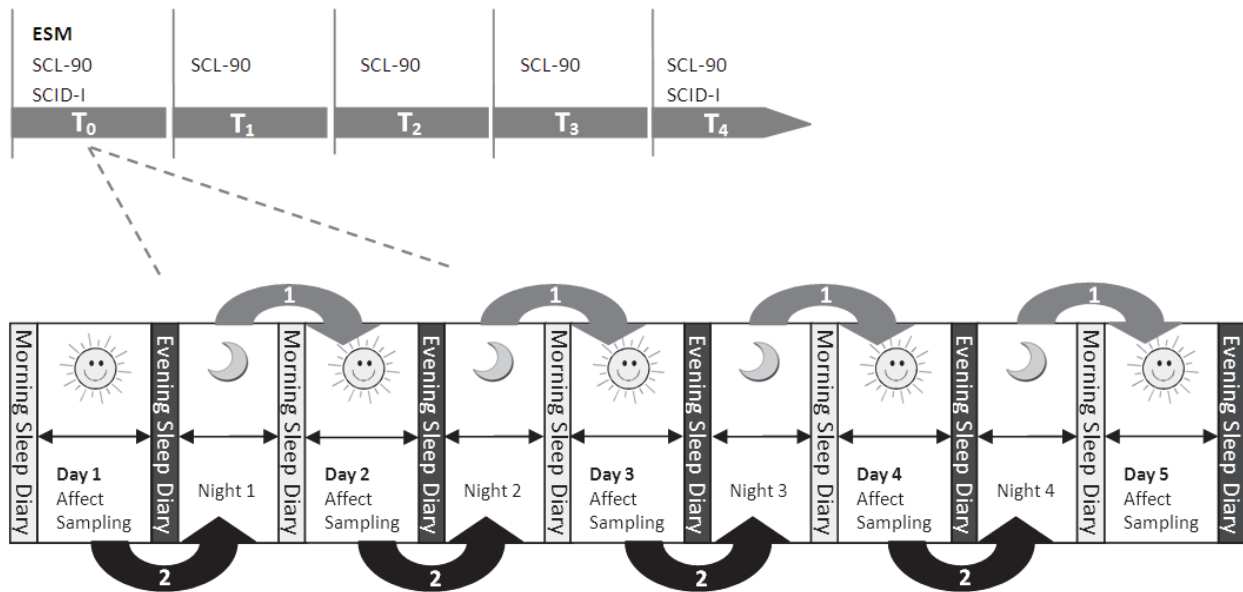 ESM
SCL-90
SCID-I
SCL-90
SCL-90
SCL-90
SCL-90
SCID-I
T0
T1
T2
T3
T4
1
1
1
1
Morning Sleep Diary
Day 1
Affect
Sampling
Evening Sleep Diary
Night 1
Morning Sleep Diary
Day 2
Affect
Sampling
Evening Sleep Diary
Night 2
Morning Sleep Diary
Day 3
Affect
Sampling
Evening Sleep Diary
Night 3
Morning Sleep Diary
Day 4
Affect
Sampling
Evening Sleep Diary
Night 4
Morning Sleep Diary
Day 5
Affect
Sampling
Evening Sleep Diary
2
2
2
2